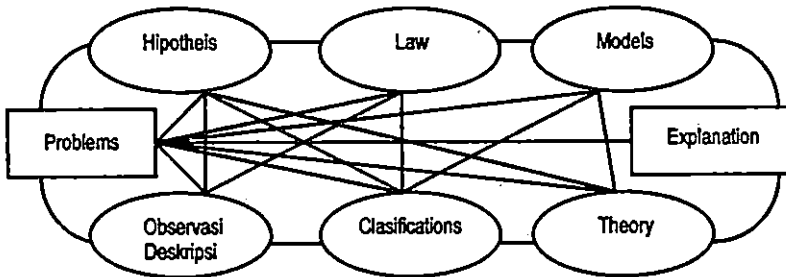 Hipotheis
Law
Models
Problems
Explanation
Observasi
Deskripsi
Clasifications
Theory